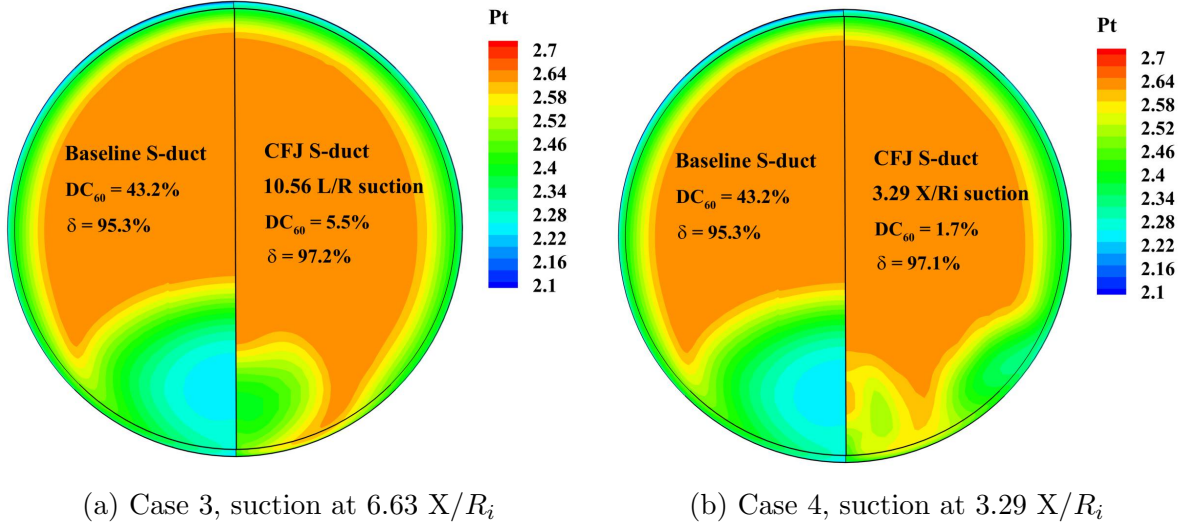 Pt
2.7
2.64
2.58
2.52
2.4
2.34
2.28
2.22
2.16
2.1
Baseline S-duct
DC₆₀ = 43.2%
δ = 95.3%
CFJ S-duct
10.56 L/R suction
DC₆₀ = 5.5%
δ = 97.2%
(a) Case 3, suction at 6.63 X/Rᵢ
Pt
2.7
2.64
2.58
2.52
2.4
2.34
2.28
2.22
2.16
2.1
Baseline S-duct
DC₆₀ = 43.2%
δ = 95.3%
CFJ S-duct
3.29 X/Ri suction
DC₆₀ = 1.7%
δ = 97.1%
(b) Case 4, suction at 3.29 X/Rᵢ